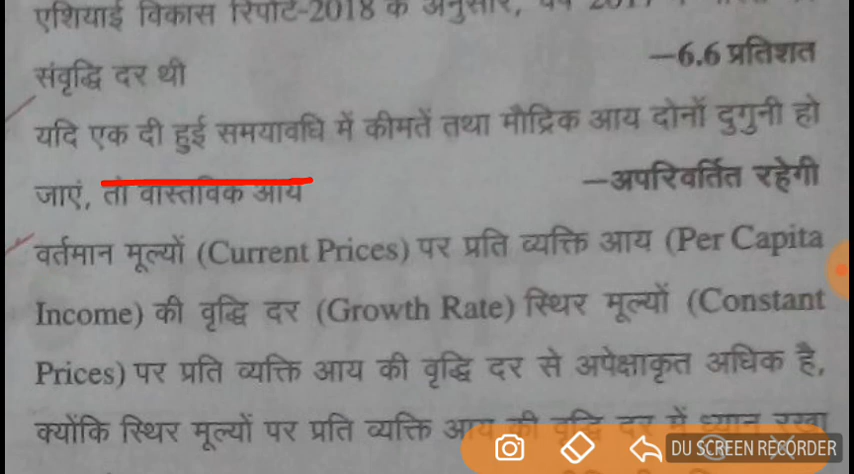 एशियाई विकास रिपोर्ट-2018 के अनुसार, वर्ष 2017
संवृद्धि दर थी —6.6 प्रतिशत
यदि एक दी हुई समयावधि में कीमतें तथा मौद्रिक आय दोनों दुगुनी हो
जाएं, तो वास्तविक आय —अपरिवर्तित रहेगी
वर्तमान मूल्यों (Current Prices) पर प्रति व्यक्ति आय (Per Capita
Income) की वृद्धि दर (Growth Rate) स्थिर मूल्यों (Constant
Prices) पर प्रति व्यक्ति आय की वृद्धि दर से अपेक्षाकृत अधिक है,
क्योंकि स्थिर मूल्यों पर प्रति व्यक्ति आय की वृद्धि दर में ध्यान रखा
DU SCREEN RECORDER